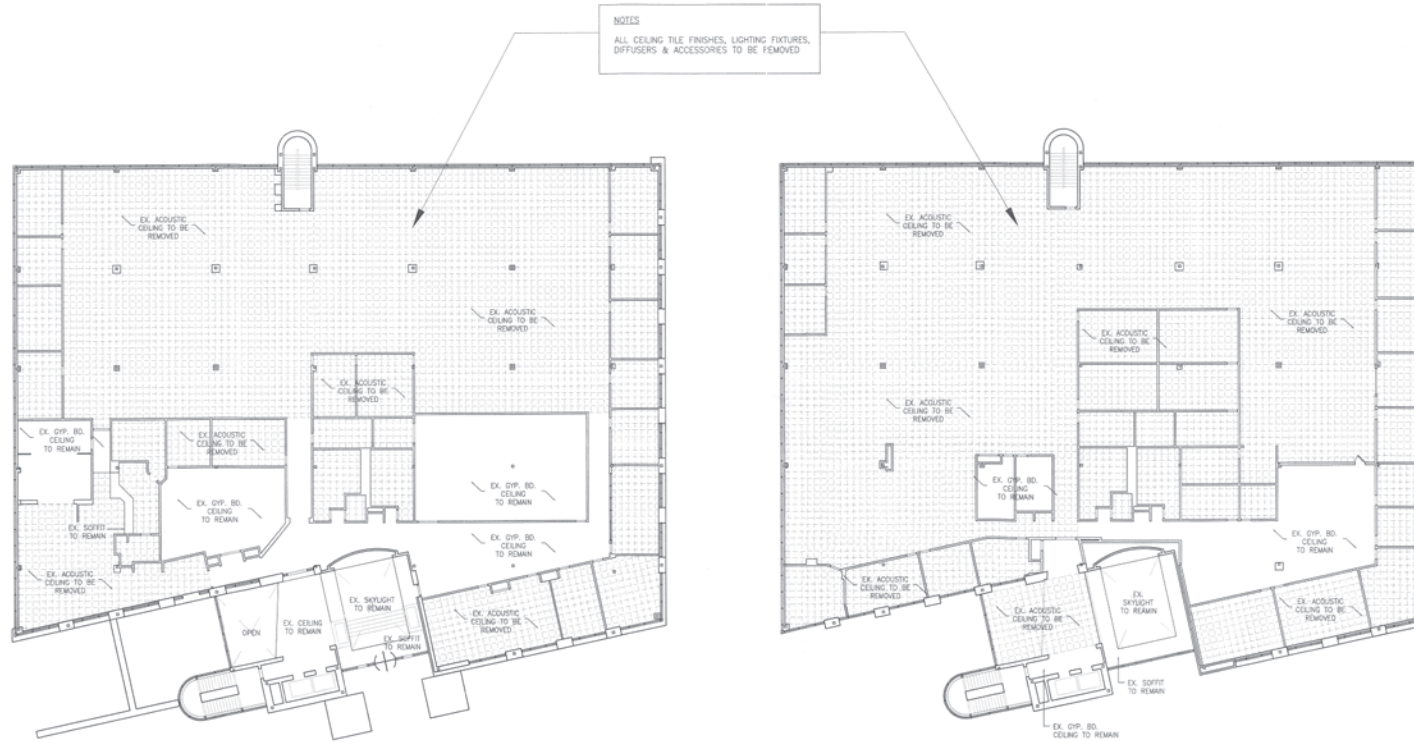 NOTES
ALL CEILING TILE FINISHES, LIGHTING FIXTURES,
DIFFUSERS & ACCESSORIES TO BE REMOVED
EX. ACOUSTIC
CEILING TO BE
REMOVED
EX. ACOUSTIC
CEILING TO BE
REMOVED
EX. ACOUSTIC
CEILING TO BE
REMOVED
EX. GYP. BD.
CEILING
TO REMAIN
EX. ACOUSTIC
CEILING TO BE
REMOVED
EX. GYP. BD.
CEILING
TO REMAIN
EX. GYP. BD.
CEILING
TO REMAIN
EX. SOFFIT
TO REMAIN
EX. GYP. BD.
CEILING
TO REMAIN
EX. ACOUSTIC
CEILING TO BE
REMOVED
EX. SKYLIGHT
TO REMAIN
OPEN
EX. CEILING
TO REMAIN
EX. ACOUSTIC
CEILING TO BE
REMOVED
EX. SOFFIT
TO REMAIN
EX. ACOUSTIC
CEILING TO BE
REMOVED
EX. ACOUSTIC
CEILING TO BE
REMOVED
EX. ACOUSTIC
CEILING TO BE
REMOVED
EX. ACOUSTIC
CEILING TO BE
REMOVED
EX. GYP. BD.
CEILING
TO REMAIN
EX. GYP. BD.
CEILING
TO REMAIN
EX. ACOUSTIC
CEILING TO BE
REMOVED
EX. ACOUSTIC
CEILING TO BE
REMOVED
EX.
SKYLIGHT
TO REAMIN
EX. ACOUSTIC
CEILING TO BE
REMOVED
EX. SOFFIT
TO REMAIN
EX. GYP. BD.
CEILING TO REMAIN